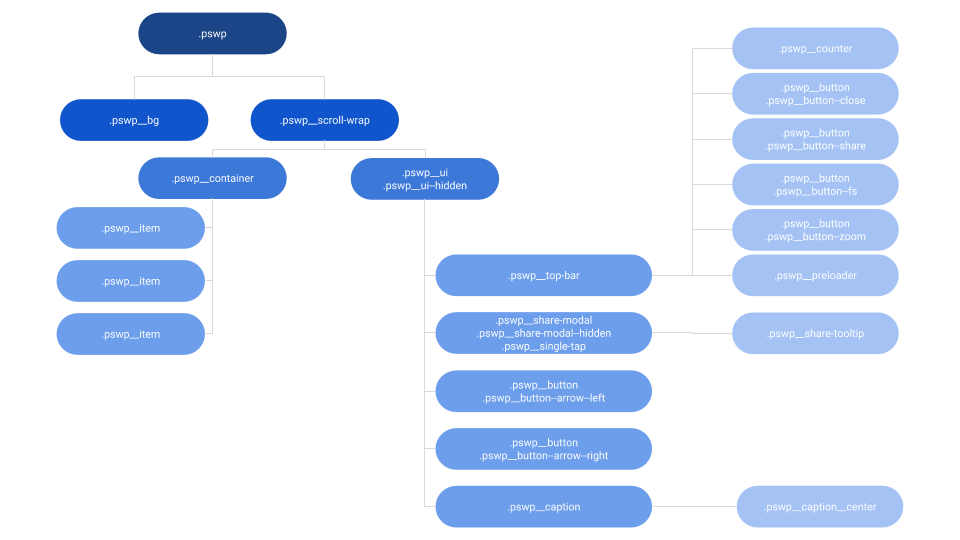 .pswp
.pswp__bg
.pswp__scroll-wrap
.pswp__container
.pswp__ui
.pswp__ui--hidden
.pswp__item
.pswp__item
.pswp__item
.pswp__top-bar
.pswp__share-modal
.pswp__share-modal--hidden
.pswp__single-tap
.pswp__button
.pswp__button--arrow--left
.pswp__button
.pswp__button--arrow--right
.pswp__caption
.pswp__counter
.pswp__button
.pswp__button--close
.pswp__button
.pswp__button--share
.pswp__button
.pswp__button--fs
.pswp__button
.pswp__button--zoom
.pswp__preloader
.pswp__share-tooltip
.pswp__caption__center